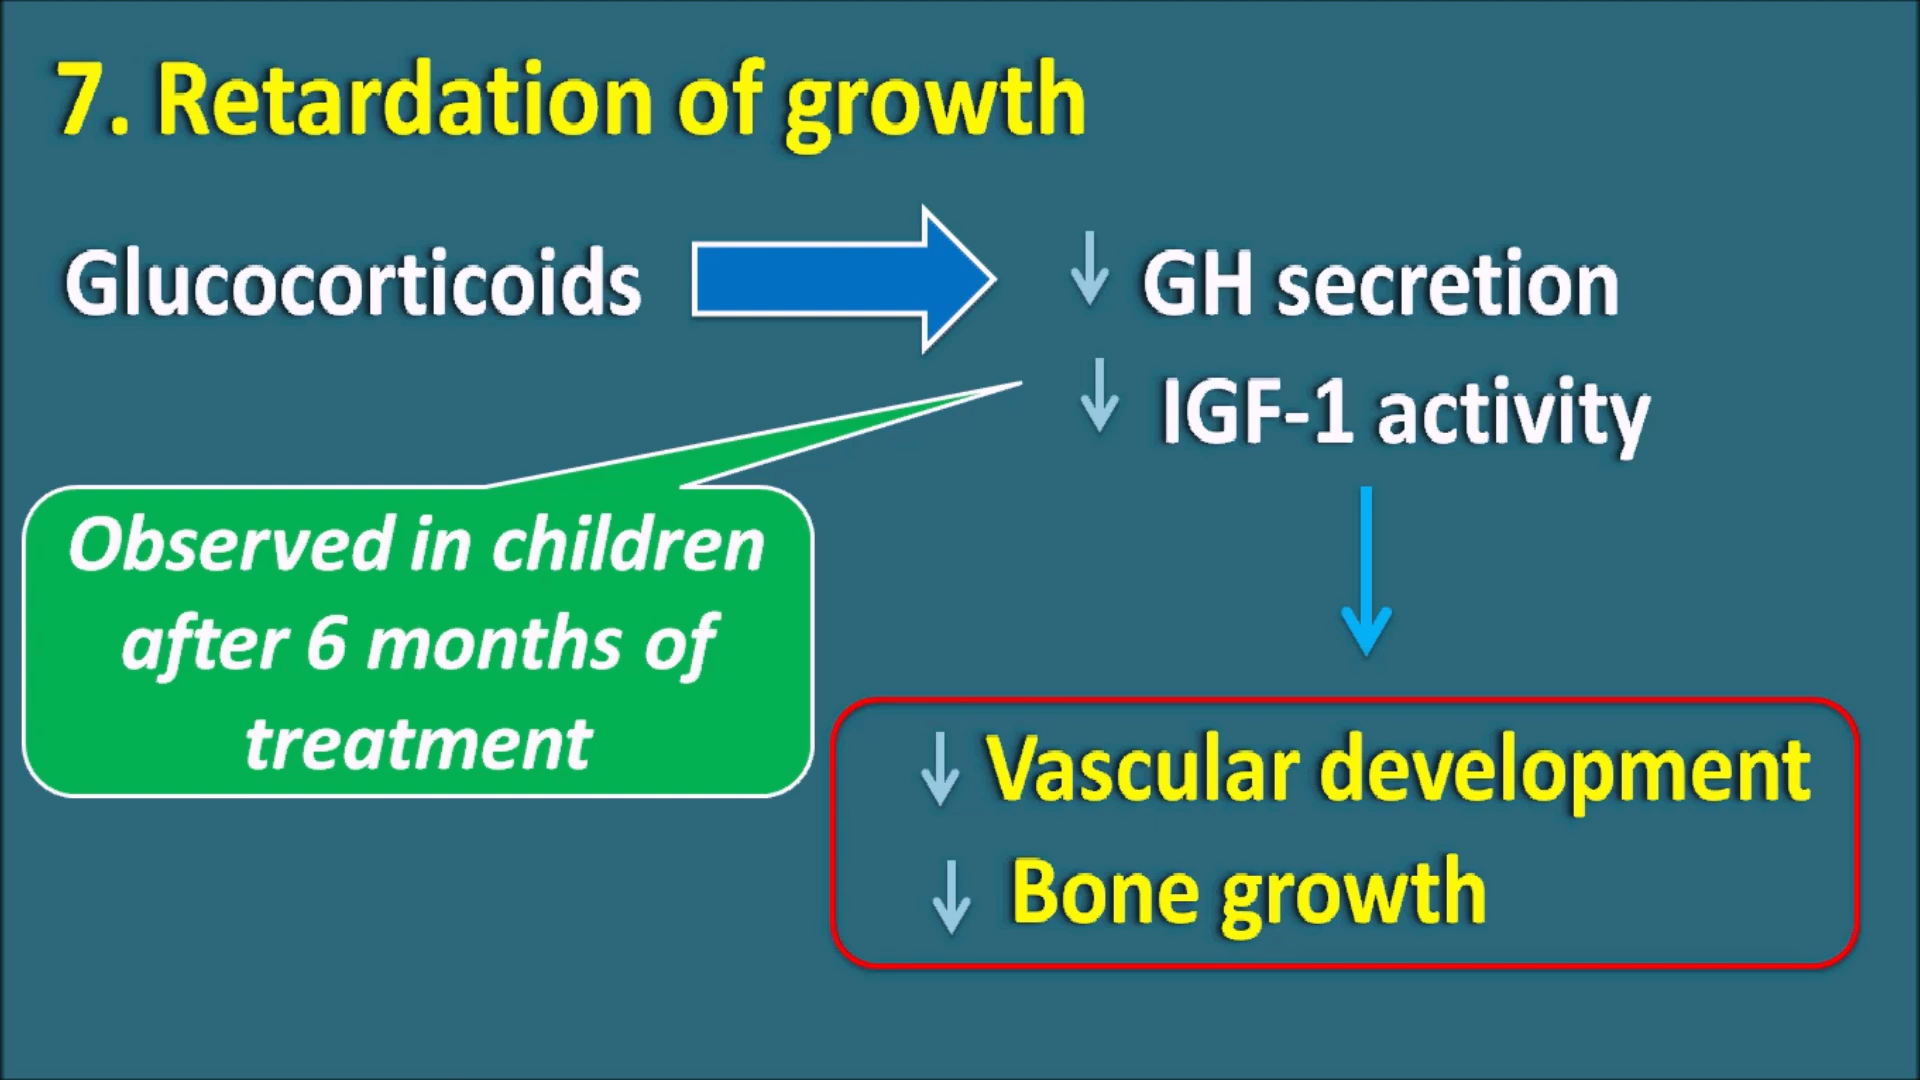 7. Retardation of growth
Glucocorticoids
↓ GH secretion
↓ IGF-1 activity
Observed in children
after 6 months of
treatment
↓ Vascular development
↓ Bone growth